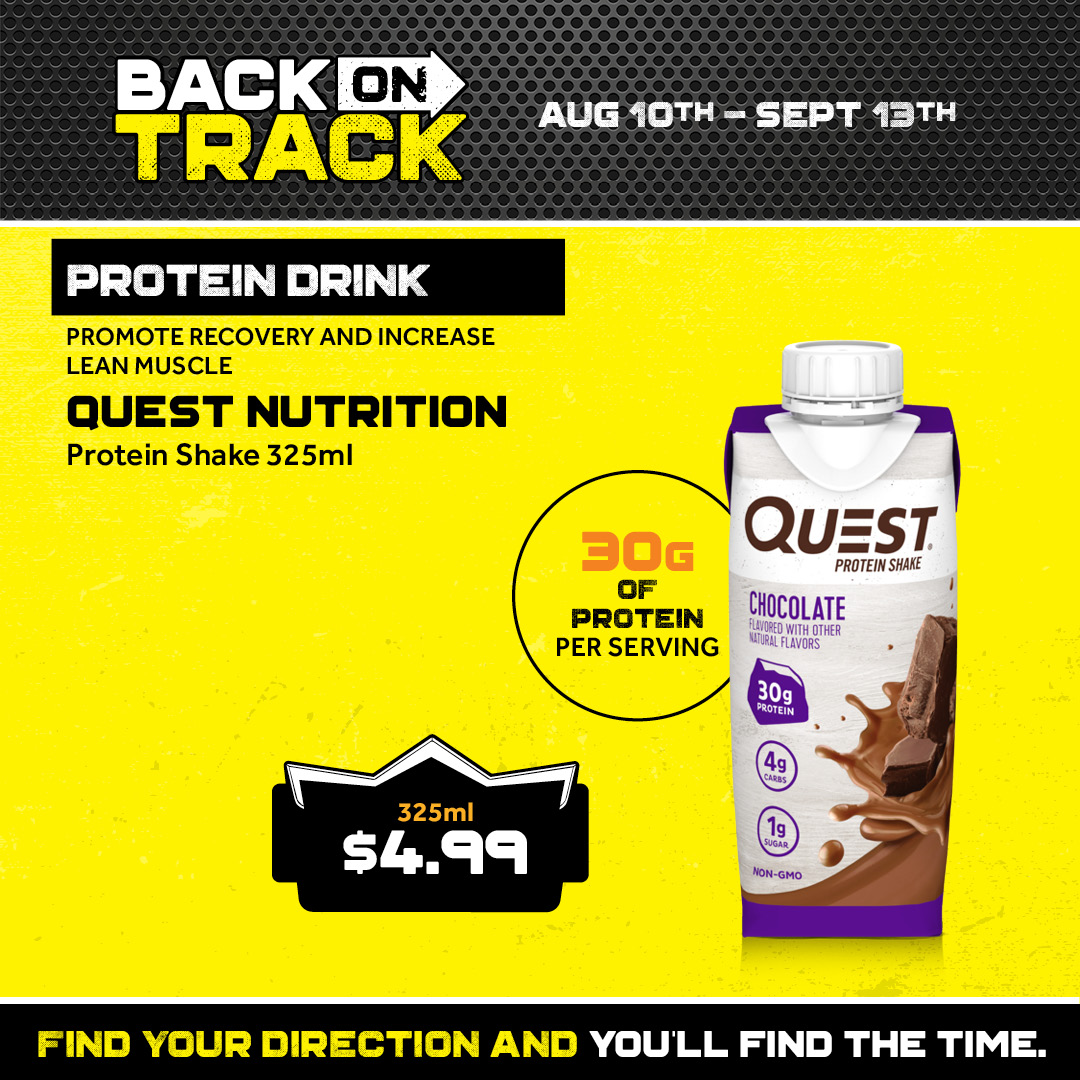 BACK ON
TRACK
AUG 10TH – SEPT 13TH
PROTEIN DRINK
PROMOTE RECOVERY AND INCREASE
LEAN MUSCLE
QUEST NUTRITION
Protein Shake 325ml
30G
OF
PROTEIN
PER SERVING
QUEST®
PROTEIN SHAKE
CHOCOLATE
FLAVORED WITH OTHER
NATURAL FLAVORS
30g
PROTEIN
4g
CARBS
1g
SUGAR
NON-GMO
325ml
$4.99
FIND YOUR DIRECTION AND YOU'LL FIND THE TIME.